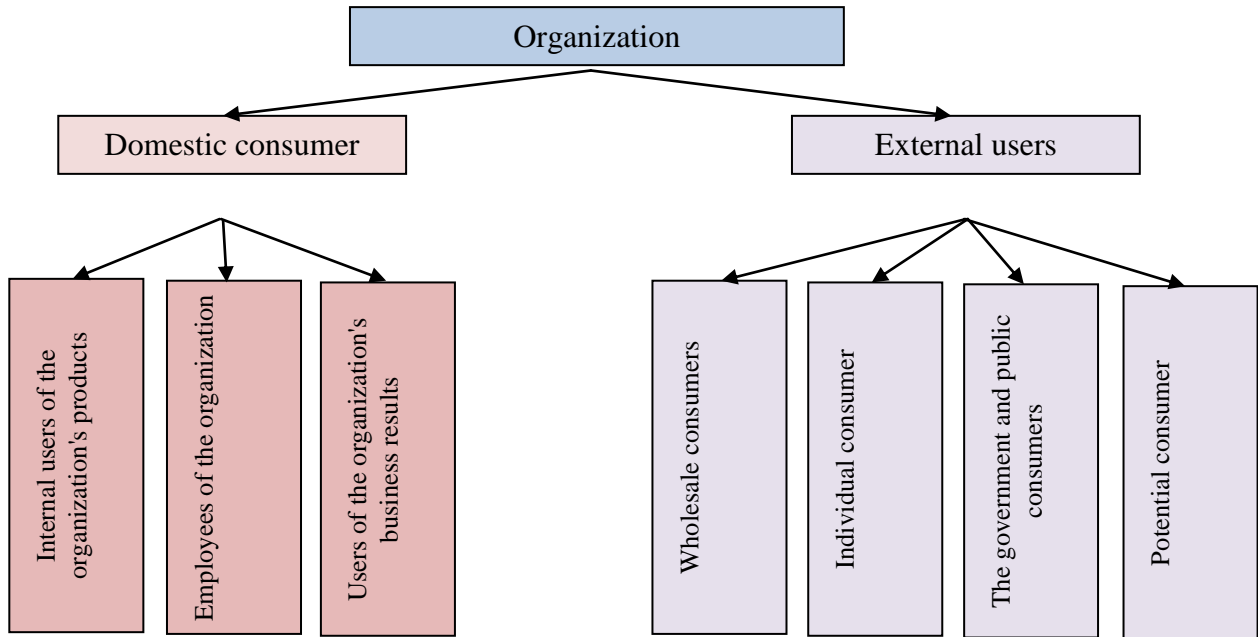 Organization
Domestic consumer
External users
Internal users of the
organization's products
Employees of the organization
Users of the organization's
business results
Wholesale consumers
Individual consumer
The government and public
consumers
Potential consumer